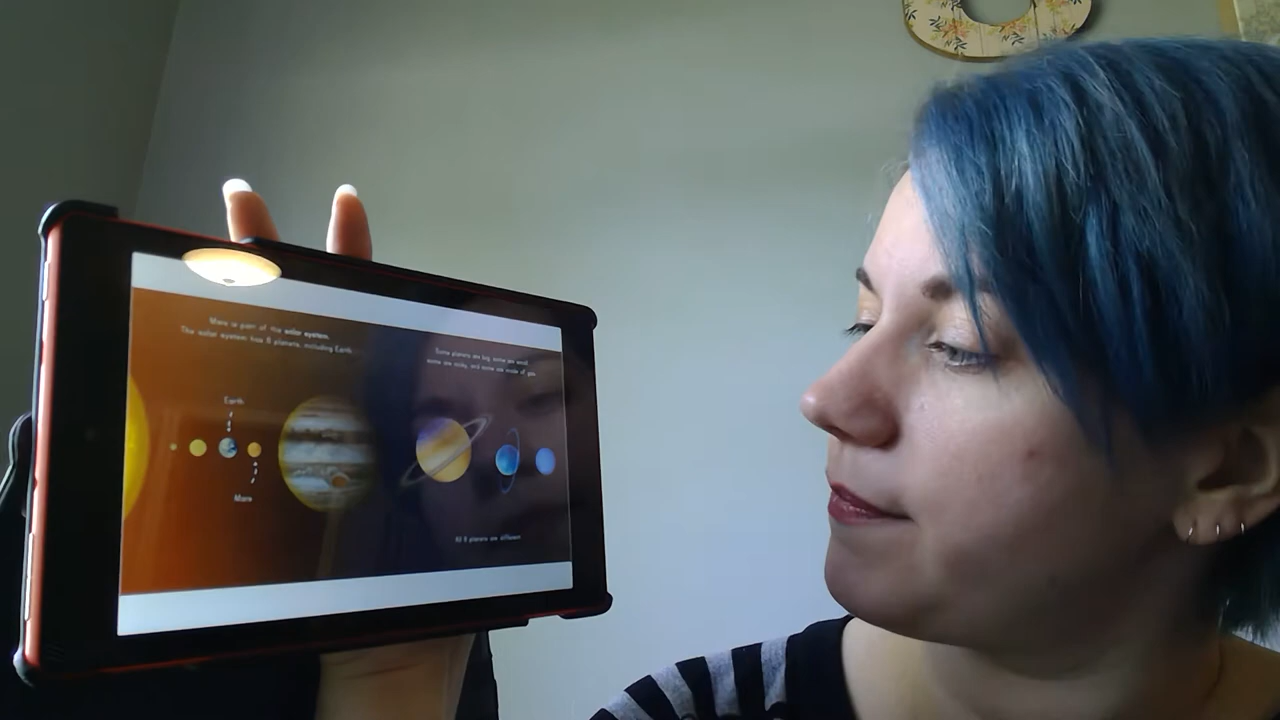 Mars is part of the solar system.
The solar system has 8 planets, including Earth.
Some planets are big, some are small,
some are rocky, and some are made of gas.
Earth
Mars
All 8 planets are different.